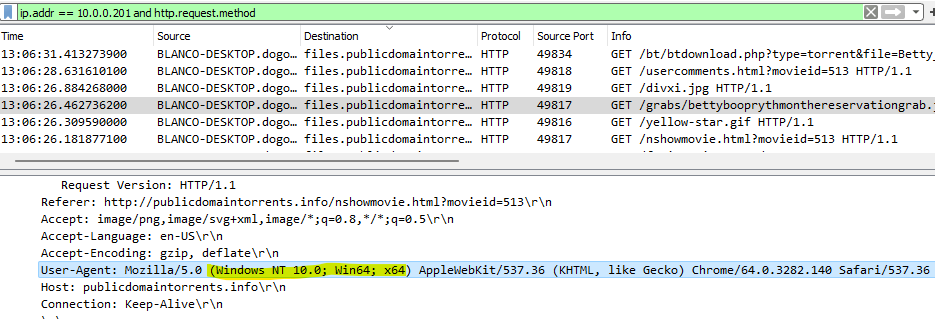 ip.addr == 10.0.0.201 and http.request.method
Time Source Destination Protocol Source Port Info
13:06:31.413273900 BLANCO-DESKTOP.dogo… files.publicdomaintorre… HTTP 49834 GET /bt/btdownload.php?type=torrent&file=Betty_
13:06:28.631610100 BLANCO-DESKTOP.dogo… files.publicdomaintorre… HTTP 49818 GET /usercomments.html?movieid=513 HTTP/1.1
13:06:26.884268000 BLANCO-DESKTOP.dogo… files.publicdomaintorre… HTTP 49819 GET /divxi.jpg HTTP/1.1
13:06:26.462736200 BLANCO-DESKTOP.dogo… files.publicdomaintorre… HTTP 49817 GET /grabs/bettybooprythmonthereservationgrab.j
13:06:26.309590000 BLANCO-DESKTOP.dogo… files.publicdomaintorre… HTTP 49816 GET /yellow-star.gif HTTP/1.1
13:06:26.181877100 BLANCO-DESKTOP.dogo… files.publicdomaintorre… HTTP 49817 GET /nshowmovie.html?movieid=513 HTTP/1.1
Request Version: HTTP/1.1
Referer: http://publicdomaintorrents.info/nshowmovie.html?movieid=513\r\n
Accept: image/png,image/svg+xml,image/*;q=0.8,*/*;q=0.5\r\n
Accept-Language: en-US\r\n
Accept-Encoding: gzip, deflate\r\n
User-Agent: Mozilla/5.0 (Windows NT 10.0; Win64; x64) AppleWebKit/537.36 (KHTML, like Gecko) Chrome/64.0.3282.140 Safari/537.36
Host: publicdomaintorrents.info\r\n
Connection: Keep-Alive\r\n